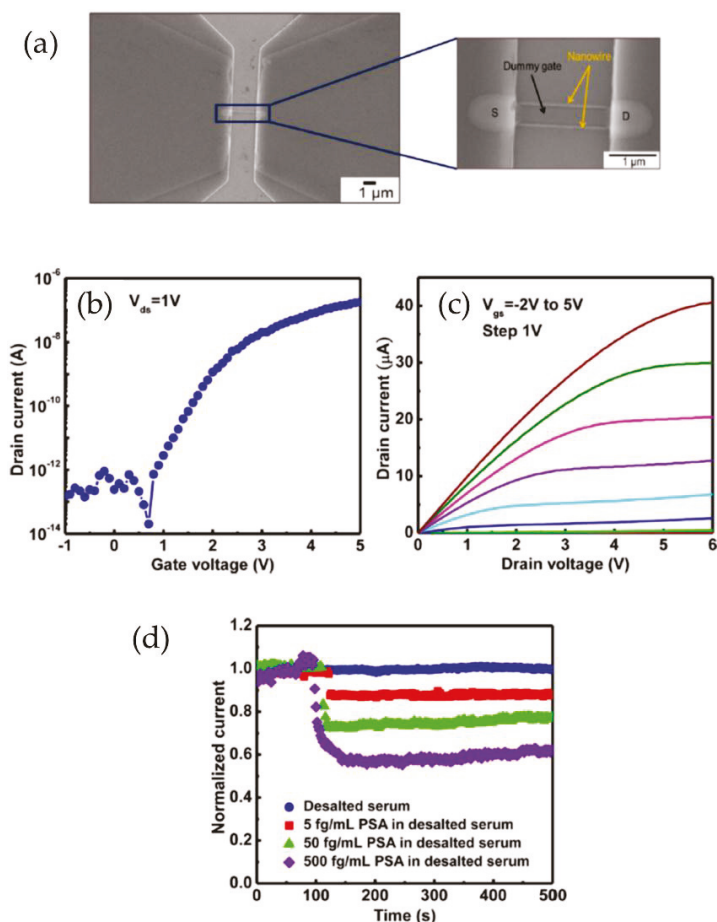 (a)
1 μm
Nanowire
Dummy gate
S
D
1 μm
(b)
V_ds=1V
10^-6
10^-8
10^-10
10^-12
10^-14
Drain current (A)
-1 0 1 2 3 4 5
Gate voltage (V)
(c)
V_gs=-2V to 5V
Step 1V
40
30
20
10
0
Drain current (μA)
0 1 2 3 4 5 6
Drain voltage (V)
(d)
1.2
1.0
0.8
0.6
0.4
0.2
0.0
Normalized current
Desalted serum
5 fg/mL PSA in desalted serum
50 fg/mL PSA in desalted serum
500 fg/mL PSA in desalted serum
0 100 200 300 400 500
Time (s)